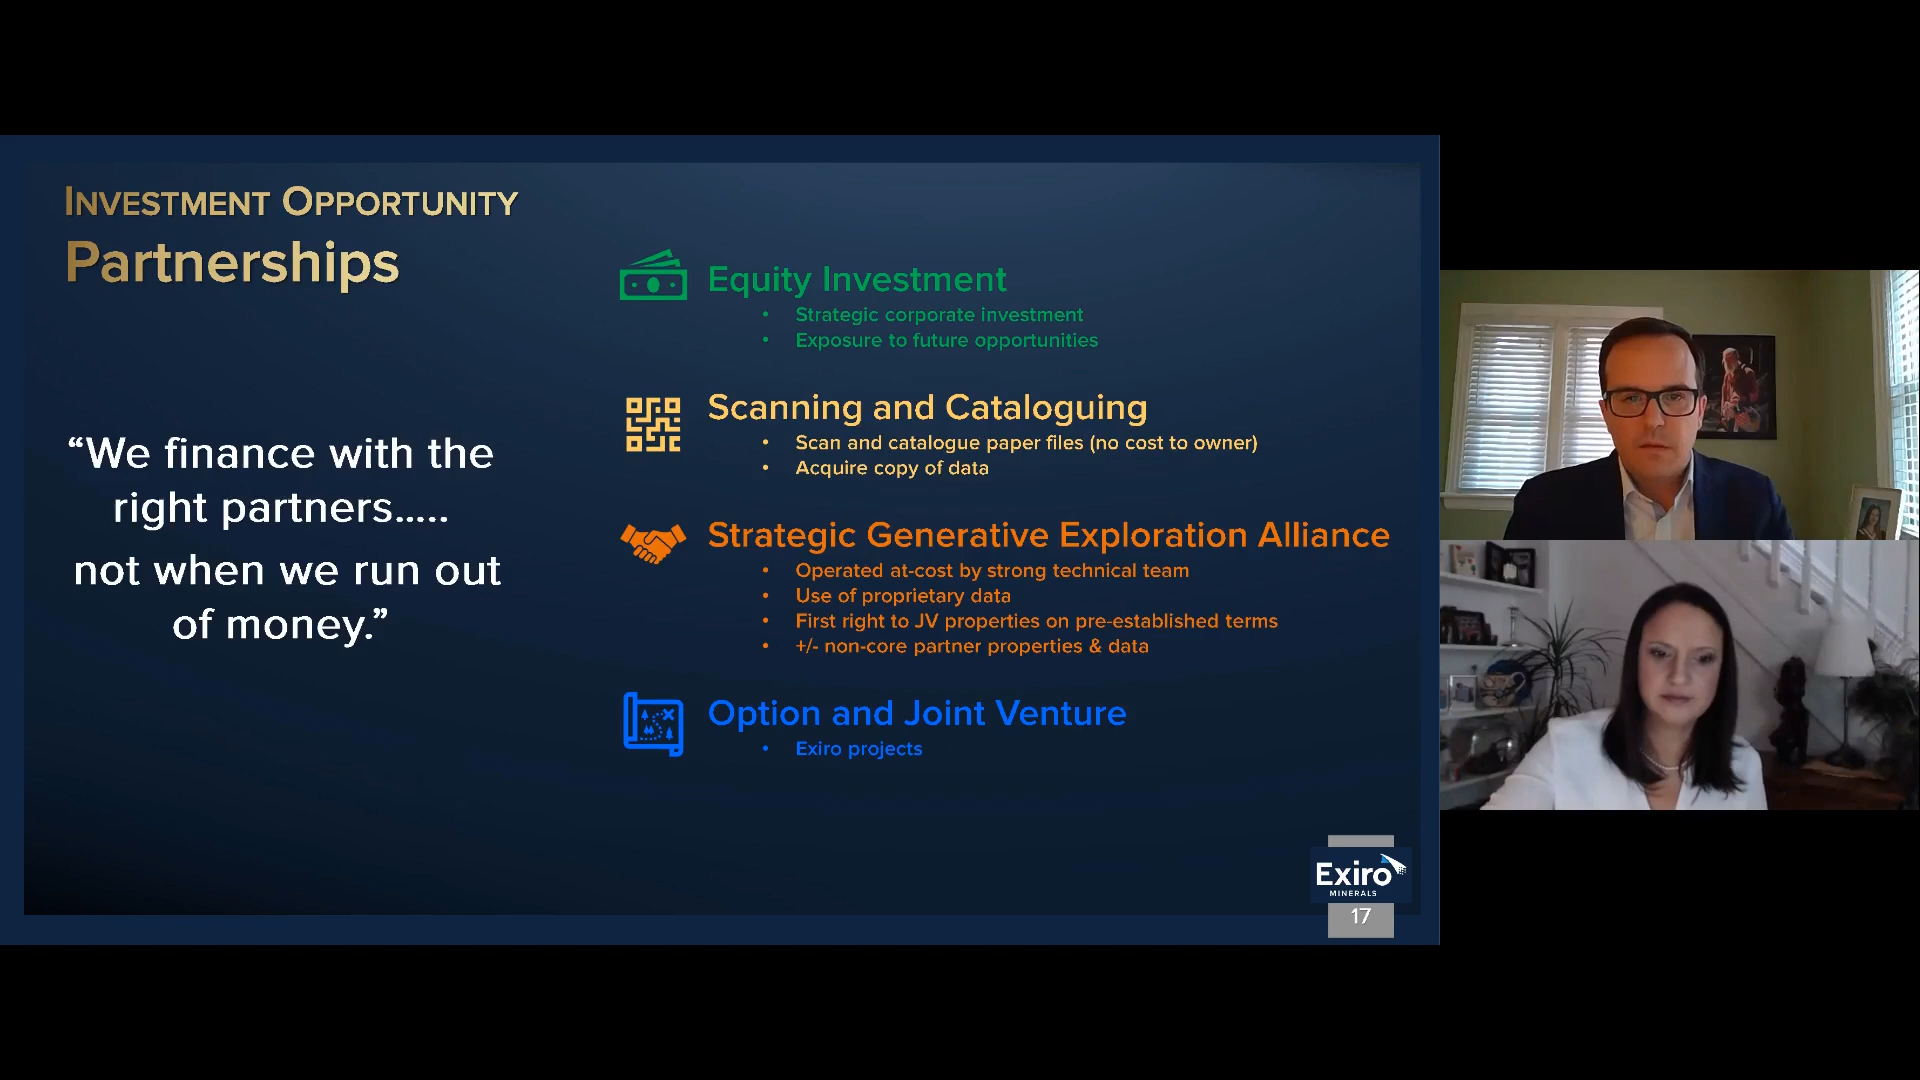 INVESTMENT OPPORTUNITY
Partnerships
“We finance with the
right partners.....
not when we run out
of money.”
Equity Investment
• Strategic corporate investment
• Exposure to future opportunities
Scanning and Cataloguing
• Scan and catalogue paper files (no cost to owner)
• Acquire copy of data
Strategic Generative Exploration Alliance
• Operated at-cost by strong technical team
• Use of proprietary data
• First right to JV properties on pre-established terms
• +/- non-core partner properties & data
Option and Joint Venture
• Exiro projects
Exiro
MINERALS
17